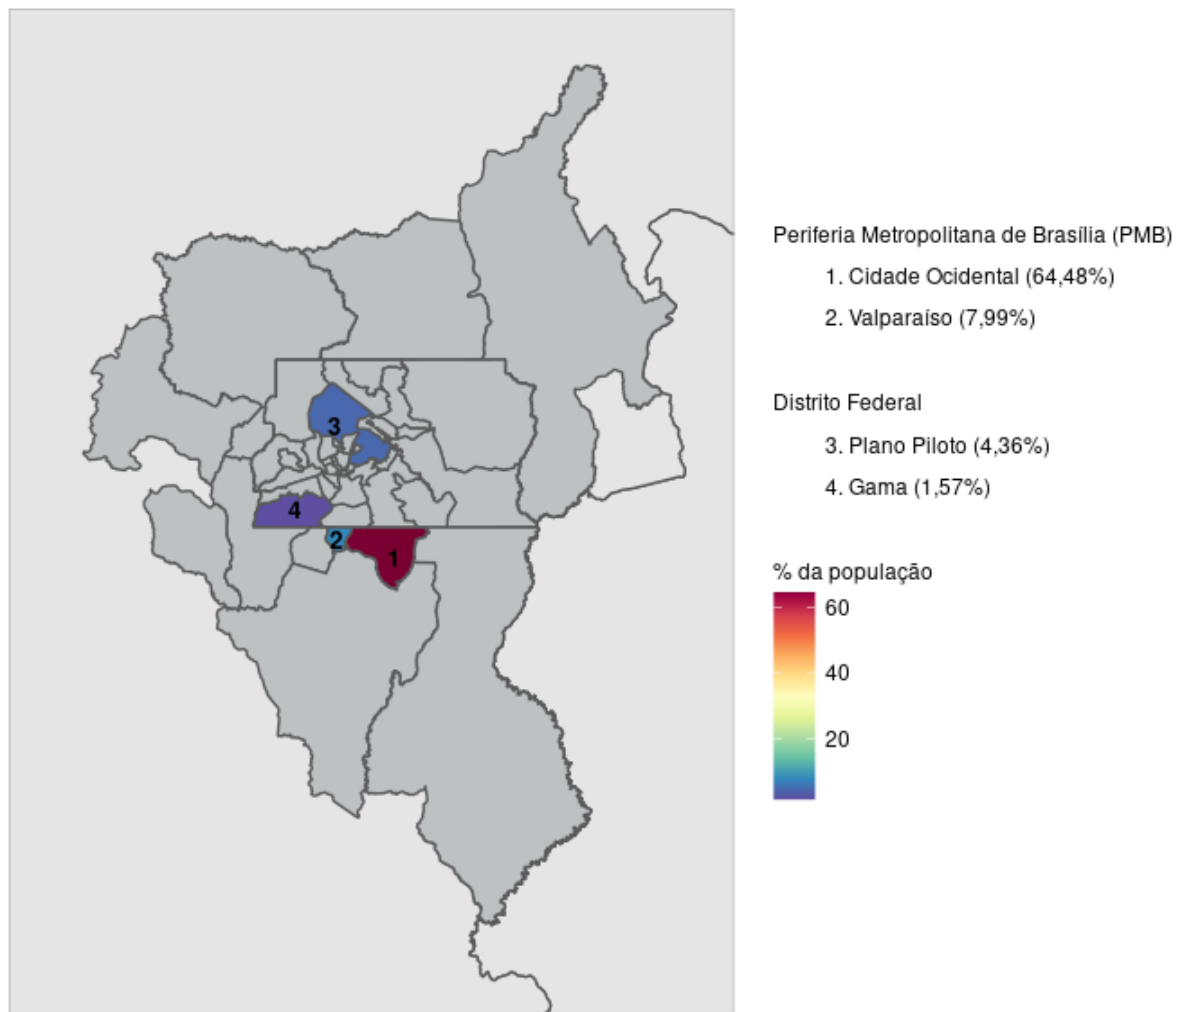 3
4
2
1
Periferia Metropolitana de Brasília (PMB)
1. Cidade Ocidental (64,48%)
2. Valparaíso (7,99%)
Distrito Federal
3. Plano Piloto (4,36%)
4. Gama (1,57%)
% da população
60
40
20